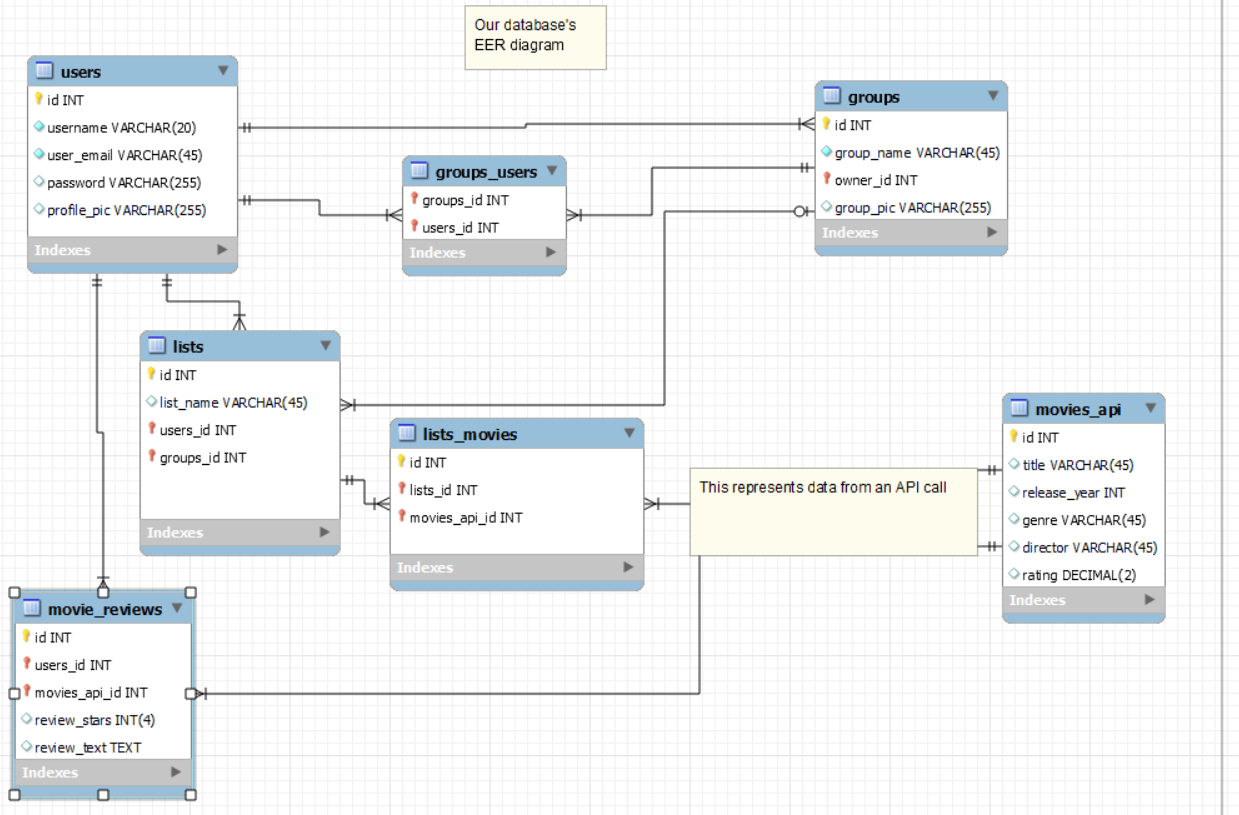 Our database's
EER diagram
users
id INT
username VARCHAR(20)
user_email VARCHAR(45)
password VARCHAR(255)
profile_pic VARCHAR(255)
Indexes
groups_users
groups_id INT
users_id INT
Indexes
groups
id INT
group_name VARCHAR(45)
owner_id INT
group_pic VARCHAR(255)
Indexes
lists
id INT
list_name VARCHAR(45)
users_id INT
groups_id INT
Indexes
lists_movies
id INT
lists_id INT
movies_api_id INT
Indexes
This represents data from an API call
movies_api
id INT
title VARCHAR(45)
release_year INT
genre VARCHAR(45)
director VARCHAR(45)
rating DECIMAL(2)
Indexes
movie_reviews
id INT
users_id INT
movies_api_id INT
review_stars INT(4)
review_text TEXT
Indexes